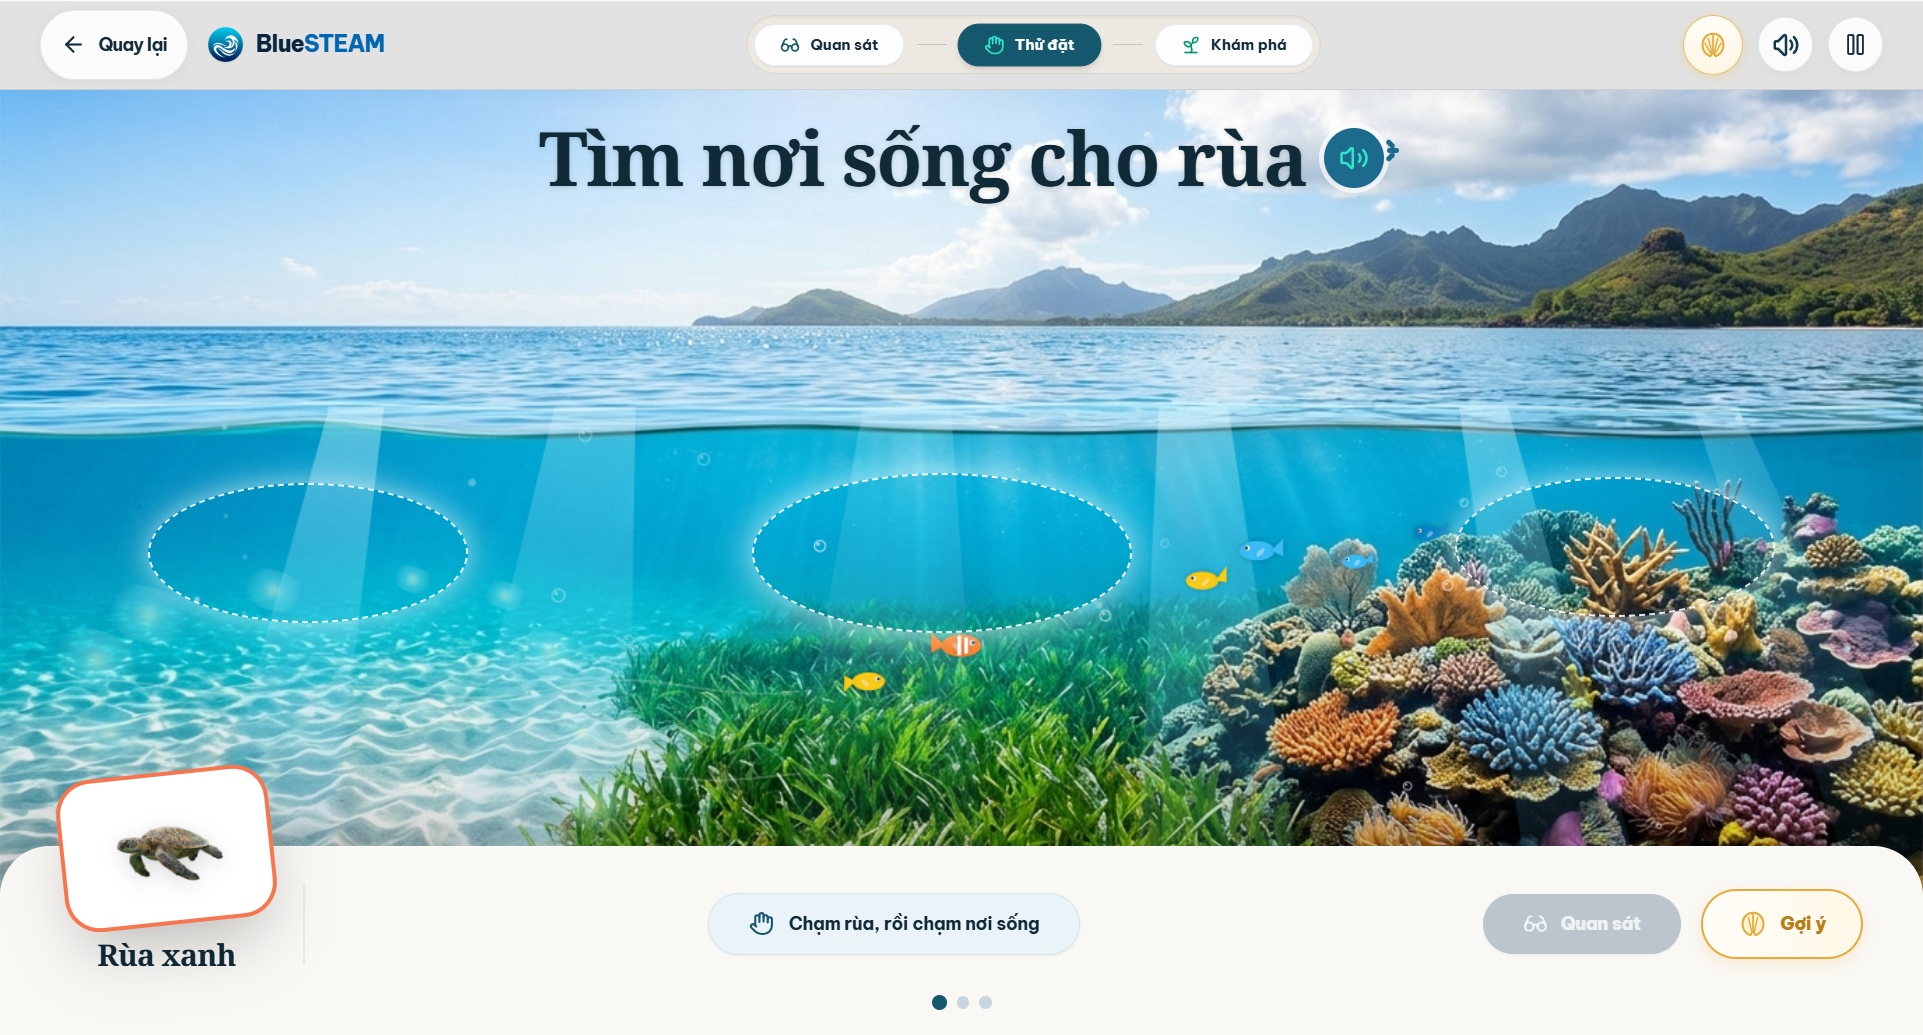 Quay lại
BlueSTEAM
Quan sát
Thử đặt
Khám phá
Tìm nơi sống cho rùa
Rùa xanh
Chạm rùa, rồi chạm nơi sống
Quan sát
Gợi ý